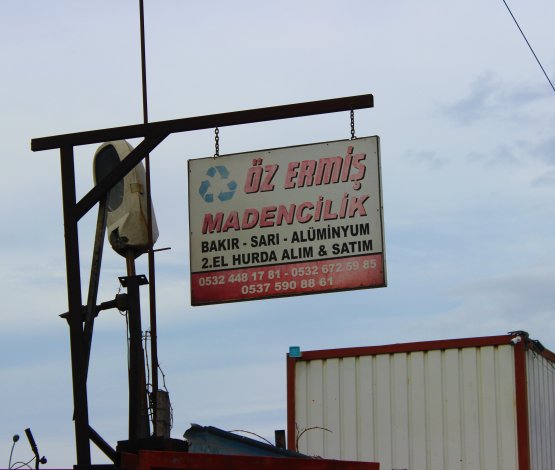 ÖZ ERMİŞ
MADENCİLİK
BAKIR - SARI - ALÜMİNYUM
2.EL HURDA ALIM & SATIM
0532 448 17 81 - 0532 672 59 85
0537 590 88 61